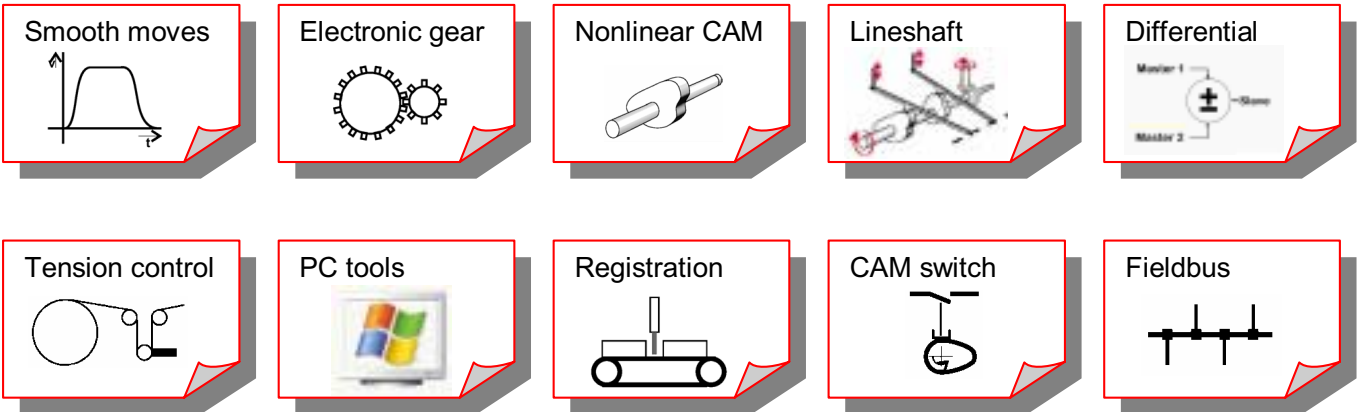 Smooth moves
Electronic gear
Nonlinear CAM
Lineshaft
Differential
t
Master 1
Slave
Master 2
Tension control
PC tools
Registration
CAM switch
Fieldbus